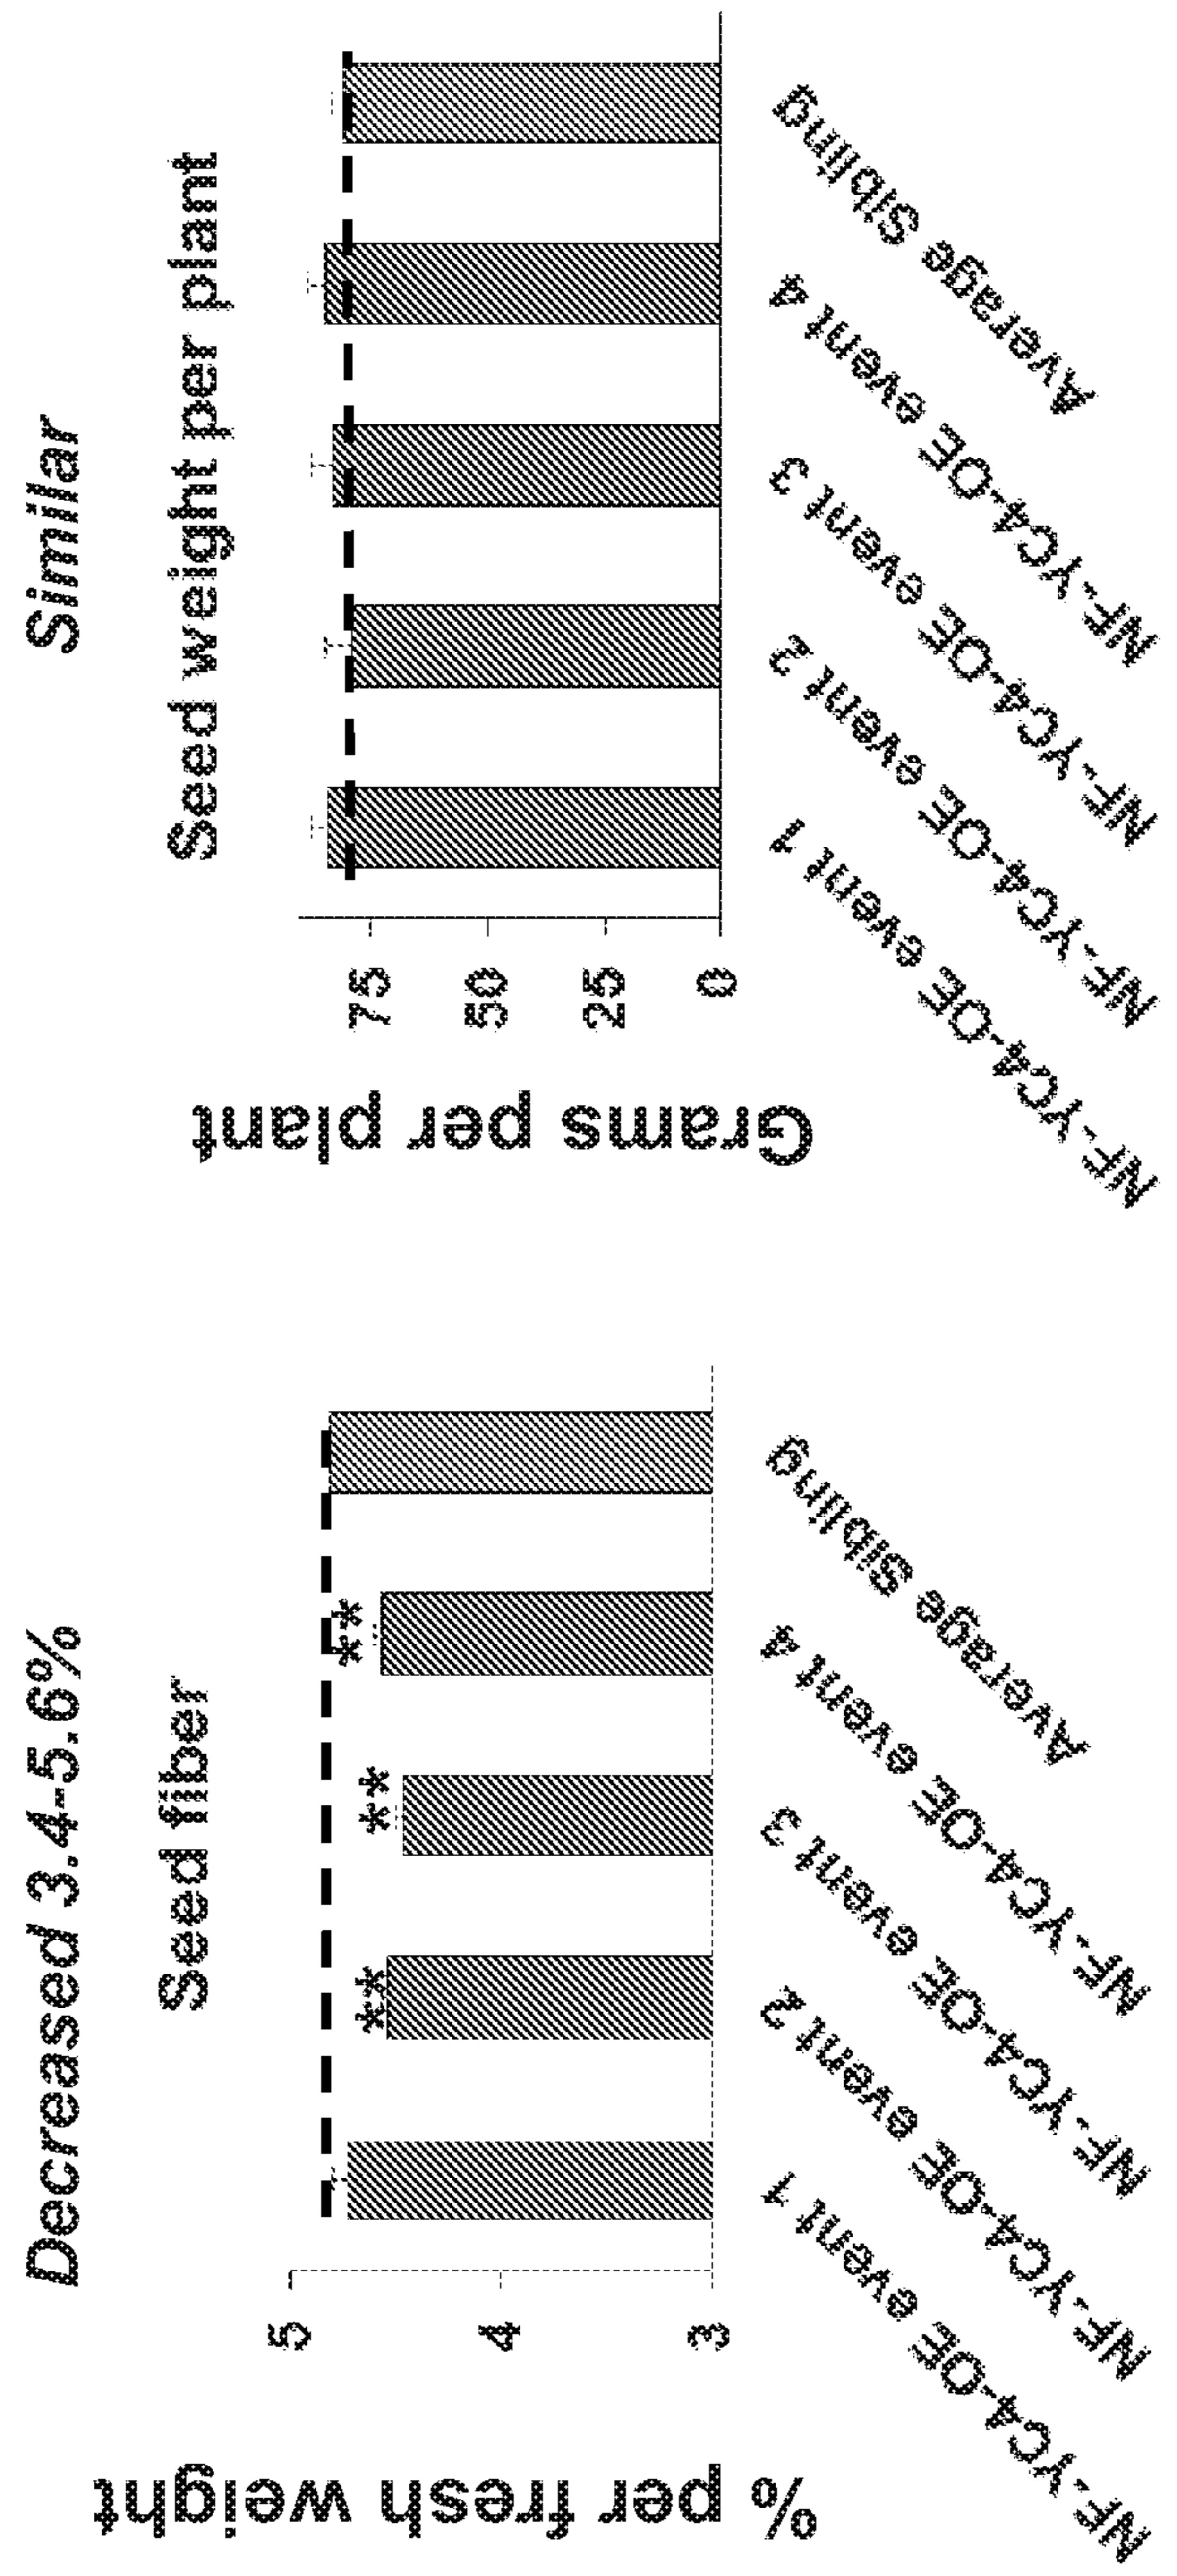 Decreased 3.4-5.6%
Seed fiber
% per fresh weight
5
4
3
**
**
**
NF-YC4-OE event 1
NF-YC4-OE event 2
NF-YC4-OE event 3
NF-YC4-OE event 4
Average Sibling
Similar
Seed weight per plant
Grams per plant
75
50
25
0
NF-YC4-OE event 1
NF-YC4-OE event 2
NF-YC4-OE event 3
NF-YC4-OE event 4
Average Sibling